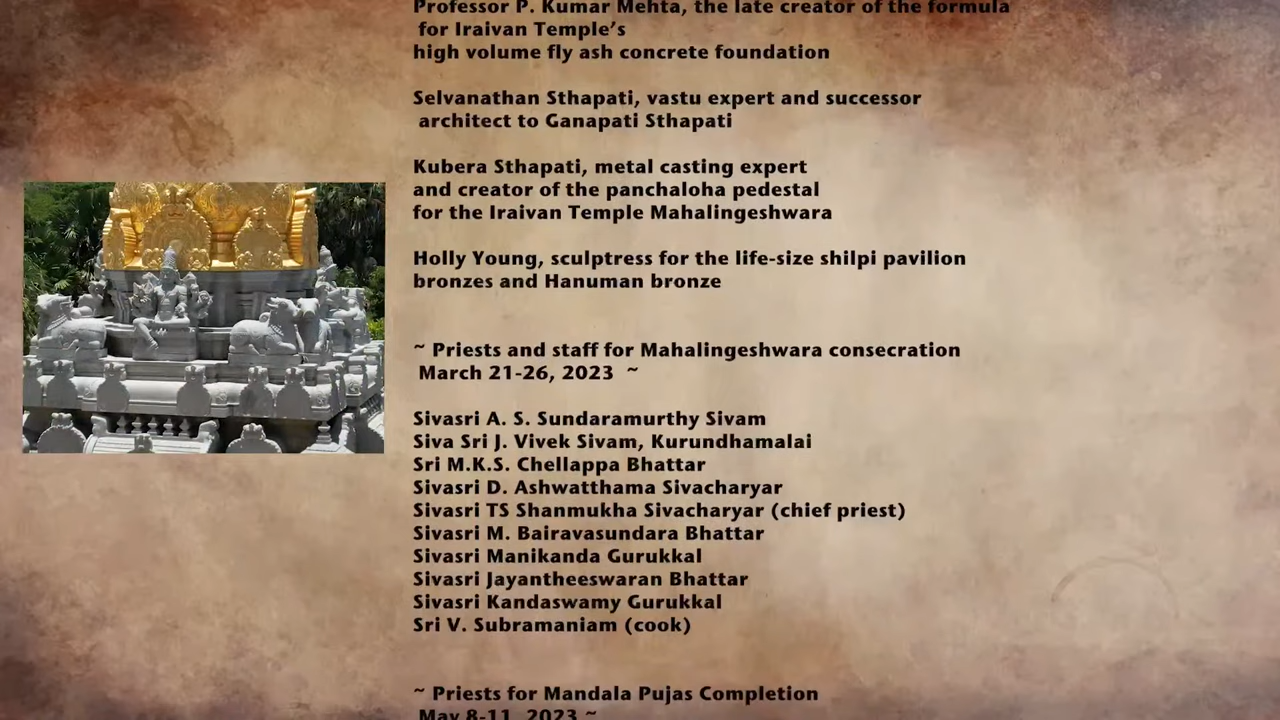 Professor P. Kumar Mehta, the late creator of the formula
for Iraivan Temple’s
high volume fly ash concrete foundation
Selvanathan Sthapati, vastu expert and successor
architect to Ganapati Sthapati
Kubera Sthapati, metal casting expert
and creator of the panchaloha pedestal
for the Iraivan Temple Mahalingeshwara
Holly Young, sculptress for the life-size shilpi pavilion
bronzes and Hanuman bronze
~ Priests and staff for Mahalingeshwara consecration
March 21-26, 2023 ~
Sivasri A. S. Sundaramurthy Sivam
Siva Sri J. Vivek Sivam, Kurundhamalai
Sri M.K.S. Chellappa Bhattar
Sivasri D. Ashwatthama Sivacharyar
Sivasri TS Shanmukha Sivacharyar (chief priest)
Sivasri M. Bairavasundara Bhattar
Sivasri Manikanda Gurukkal
Sivasri Jayantheeswaran Bhattar
Sivasri Kandaswamy Gurukkal
Sri V. Subramaniam (cook)
~ Priests for Mandala Pujas Completion
May 8-11, 2023 ~